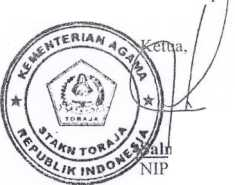 Ketua,
KEMENTERIAN AGAMA
TORAJA
STAKN TORAJA
REPUBLIK INDONESIA
NIP